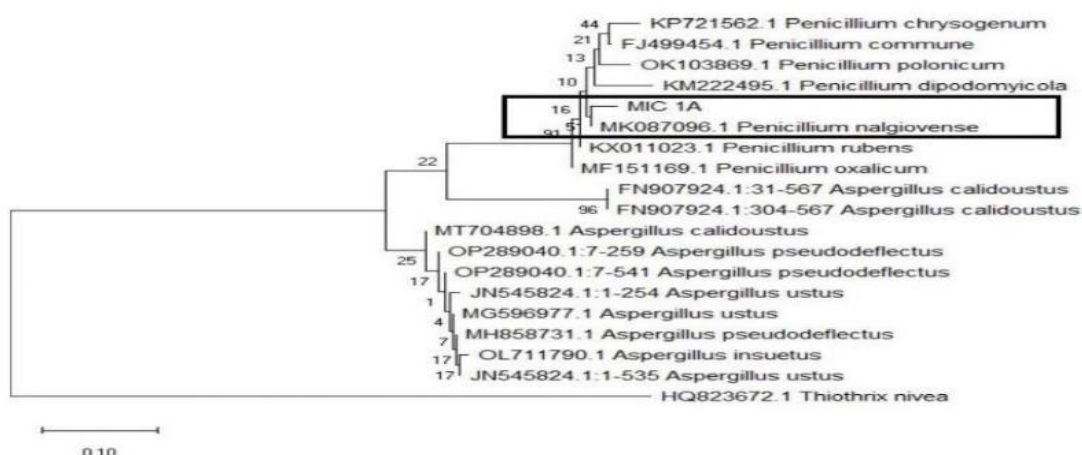 44
KP721562.1 Penicillium chrysogenum
21
FJ499454.1 Penicillium commune
13
OK103869.1 Penicillium polonicum
10
KM222495.1 Penicillium dipodomyicola
16
MIC 1A
5
MK087096.1 Penicillium nalgiovense
91
KX011023.1 Penicillium rubens
22
MF151169.1 Penicillium oxalicum
FN907924.1:31-567 Aspergillus calidoustus
96
FN907924.1:304-567 Aspergillus calidoustus
MT704898.1 Aspergillus calidoustus
25
OP289040.1:7-259 Aspergillus pseudodeflectus
17
OP289040.1:7-541 Aspergillus pseudodeflectus
1
JN545824.1:1-254 Aspergillus ustus
4
MG596977.1 Aspergillus ustus
7
MH858731.1 Aspergillus pseudodeflectus
17
OL711790.1 Aspergillus insuetus
17
JN545824.1:1-535 Aspergillus ustus
HQ823672.1 Thiothrix nivea
0.10